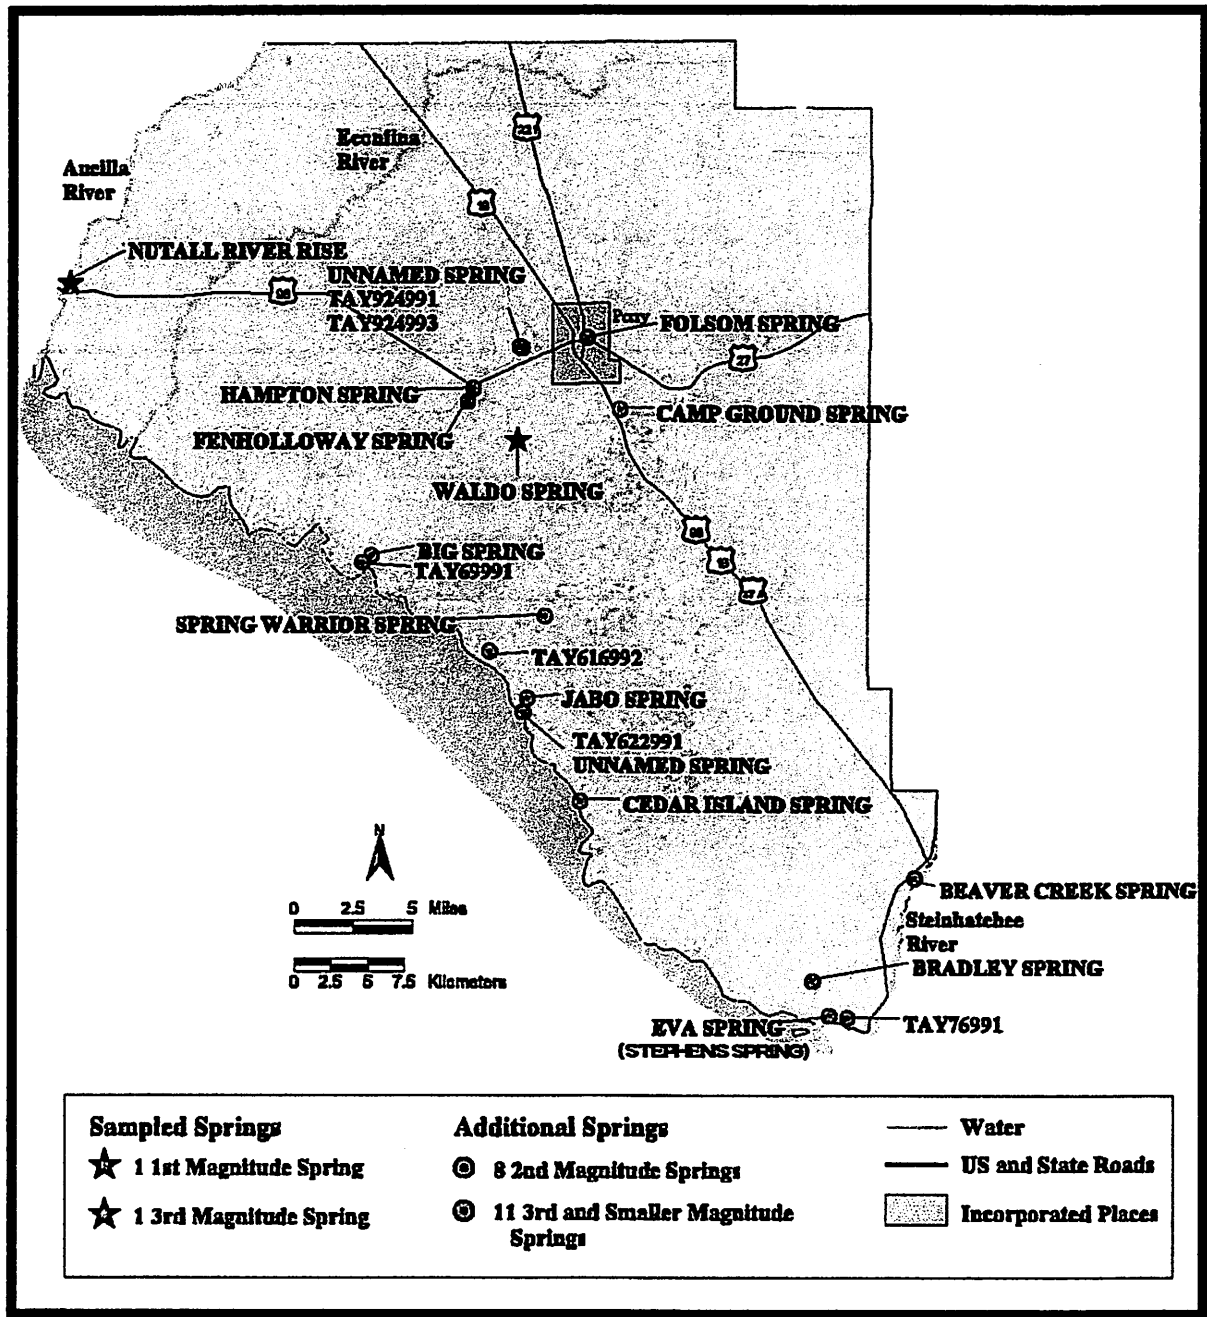 221
Econfina
River
Aucilla
River
19
NUTALL RIVER RISE
98
UNNAMED SPRING
TAY924991
TAY924993
Perry
FOLSOM SPRING
27
HAMPTON SPRING
CAMP GROUND SPRING
FENHOLLOWAY SPRING
WALDO SPRING
98
19
27A
BIG SPRING
TAY69991
SPRING WARRIOR SPRING
TAY616992
JABO SPRING
TAY622991
UNNAMED SPRING
CEDAR ISLAND SPRING
N
0 2.5 5 Miles
0 2.5 5 7.5 Kilometers
BEAVER CREEK SPRING
Steinhatchee
River
BRADLEY SPRING
EVA SPRING
(STEPHENS SPRING)
TAY76991
Sampled Springs
1 1st Magnitude Spring
1 3rd Magnitude Spring
Additional Springs
8 2nd Magnitude Springs
11 3rd and Smaller Magnitude
Springs
Water
US and State Roads
Incorporated Places